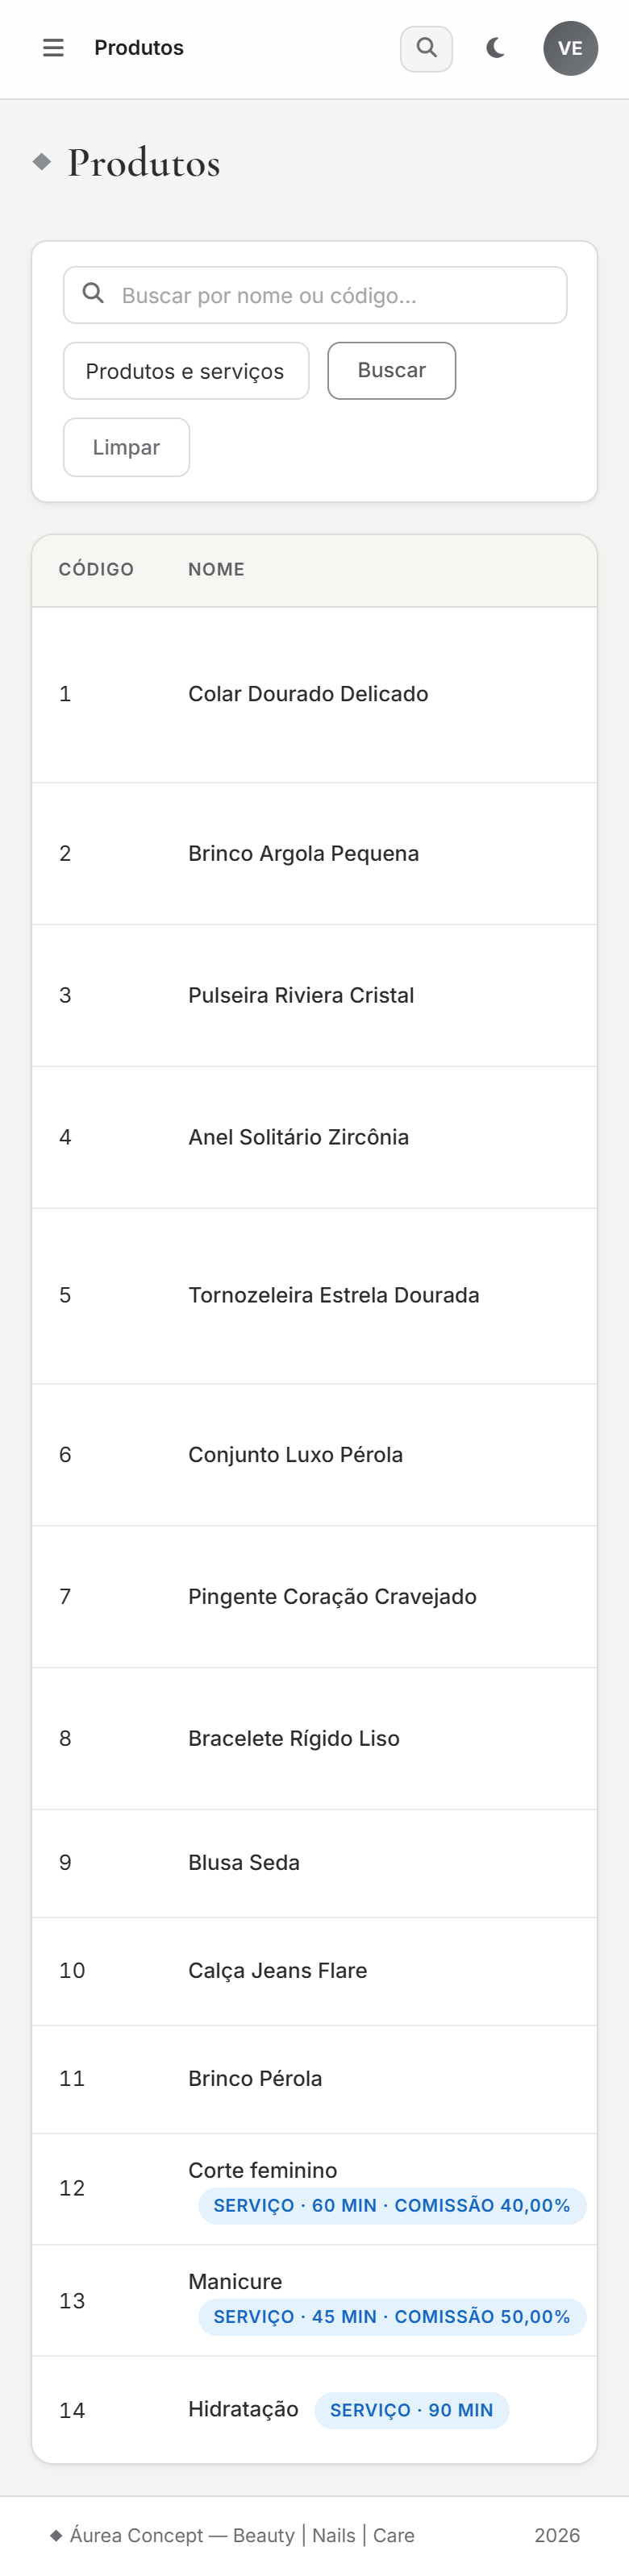 Produtos
VE
Produtos
Buscar por nome ou código...
Produtos e serviços
Buscar
Limpar
CÓDIGO NOME
1 Colar Dourado Delicado
2 Brinco Argola Pequena
3 Pulseira Riviera Cristal
4 Anel Solitário Zircônia
5 Tornozeleira Estrela Dourada
6 Conjunto Luxo Pérola
7 Pingente Coração Cravejado
8 Bracelete Rígido Liso
9 Blusa Seda
10 Calça Jeans Flare
11 Brinco Pérola
12 Corte feminino
SERVIÇO · 60 MIN · COMISSÃO 40,00%
13 Manicure
SERVIÇO · 45 MIN · COMISSÃO 50,00%
14 Hidratação SERVIÇO · 90 MIN
◆ Áurea Concept — Beauty | Nails | Care 2026